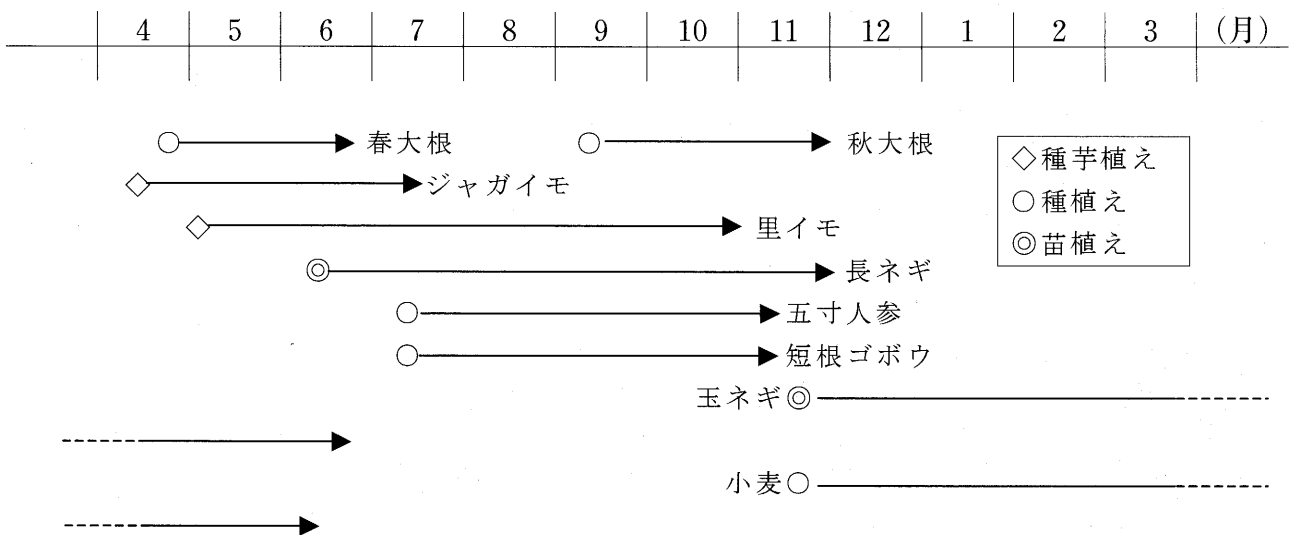 4 5 6 7 8 9 10 11 12 1 2 3 (月)
春大根 秋大根
◇種芋植え
ジャガイモ
○種植え
里イモ
◎苗植え
長ネギ
五寸人参
短根ゴボウ
玉ネギ
小麦